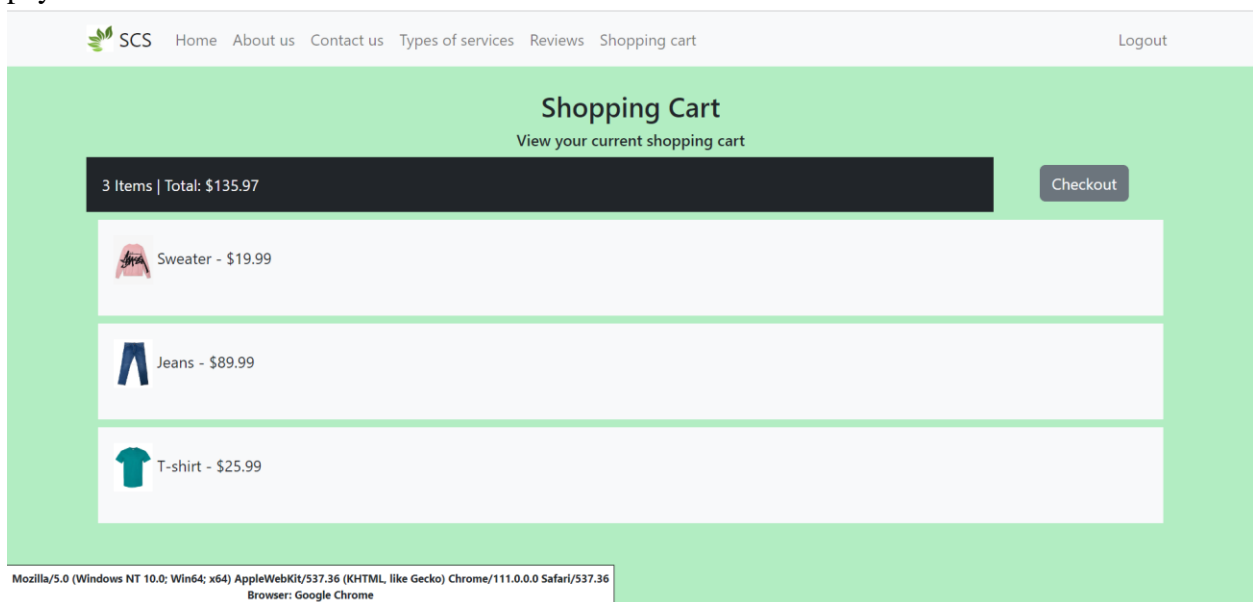 SCS Home About us Contact us Types of services Reviews Shopping cart Logout
Shopping Cart
View your current shopping cart
3 Items | Total: $135.97
Checkout
Sweater - $19.99
Jeans - $89.99
T-shirt - $25.99
Mozilla/5.0 (Windows NT 10.0; Win64; x64) AppleWebKit/537.36 (KHTML, like Gecko) Chrome/111.0.0.0 Safari/537.36
Browser: Google Chrome